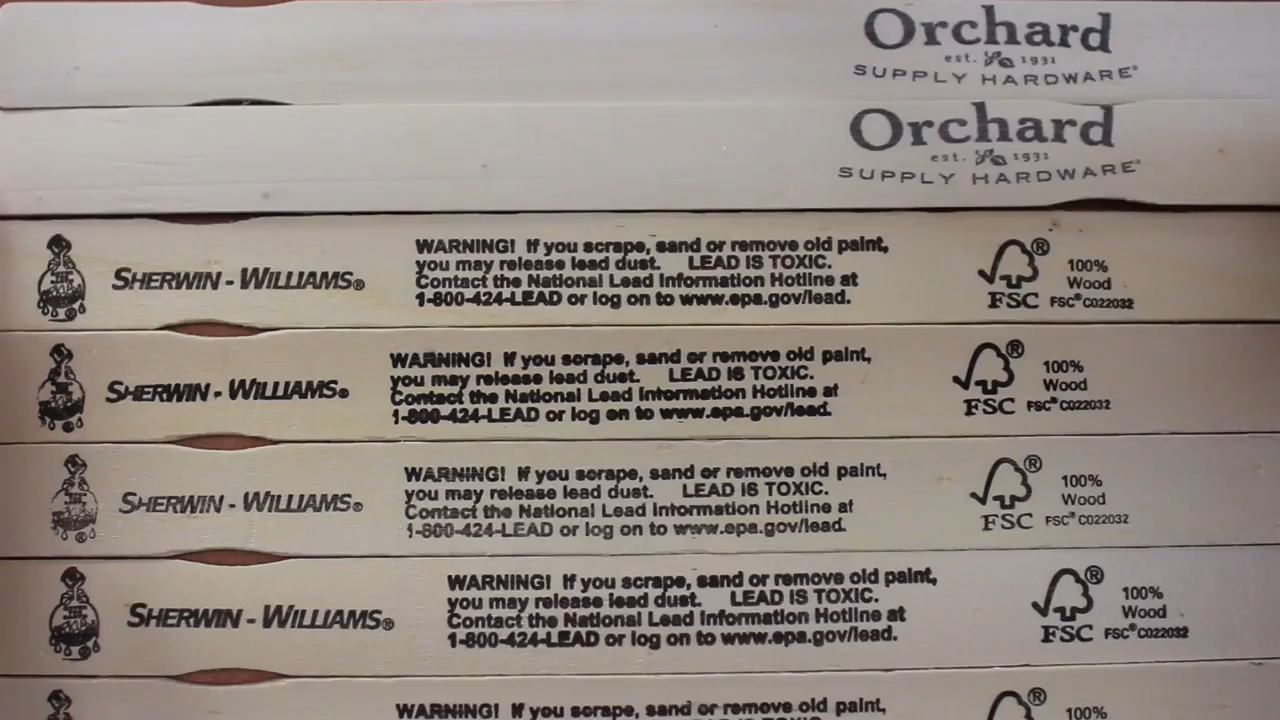 Orchard
est. 1931
SUPPLY HARDWARE®
Orchard
est. 1931
SUPPLY HARDWARE®
SHERWIN-WILLIAMS®
WARNING! If you scrape, sand or remove old paint,
you may release lead dust. LEAD IS TOXIC.
Contact the National Lead Information Hotline at
1-800-424-LEAD or log on to www.epa.gov/lead.
®
FSC
100%
Wood
FSC® C022032
SHERWIN-WILLIAMS®
WARNING! If you scrape, sand or remove old paint,
you may release lead dust. LEAD IS TOXIC.
Contact the National Lead Information Hotline at
1-800-424-LEAD or log on to www.epa.gov/lead.
®
FSC
100%
Wood
FSC® C022032
SHERWIN-WILLIAMS®
WARNING! If you scrape, sand or remove old paint,
you may release lead dust. LEAD IS TOXIC.
Contact the National Lead Information Hotline at
1-800-424-LEAD or log on to www.epa.gov/lead.
®
FSC
100%
Wood
FSC® C022032
SHERWIN-WILLIAMS®
WARNING! If you scrape, sand or remove old paint,
you may release lead dust. LEAD IS TOXIC.
Contact the National Lead Information Hotline at
1-800-424-LEAD or log on to www.epa.gov/lead.
®
FSC
100%
Wood
FSC® C022032
WARNING! If you scrape, sand or remove old paint,
®
100%